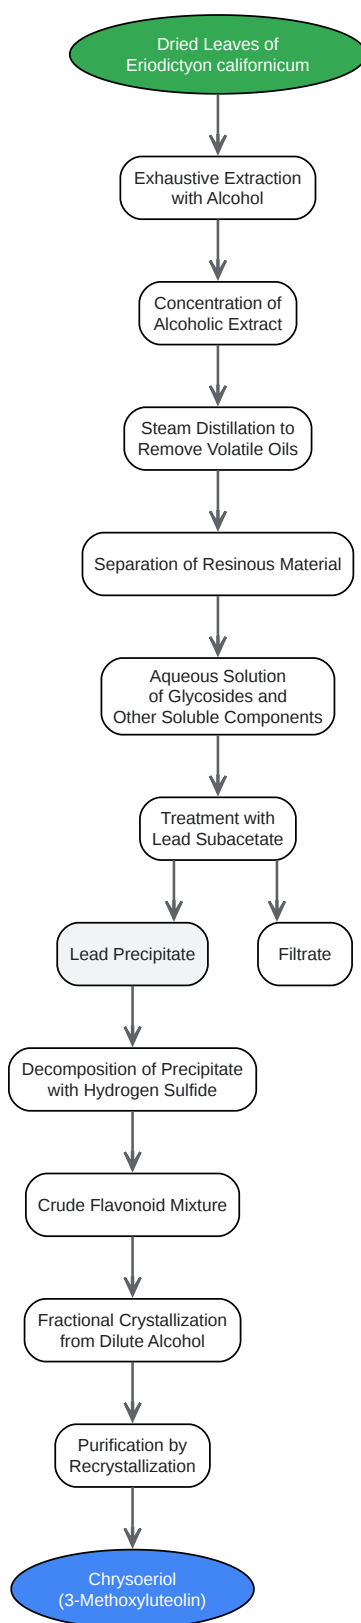 Dried Leaves of
Eriodictyon californicum
Exhaustive Extraction
with Alcohol
Concentration of
Alcoholic Extract
Steam Distillation to
Remove Volatile Oils
Separation of Resinous Material
Aqueous Solution
of Glycosides and
Other Soluble Components
Treatment with
Lead Subacetate
Lead Precipitate
Filtrate
Decomposition of Precipitate
with Hydrogen Sulfide
Crude Flavonoid Mixture
Fractional Crystallization
from Dilute Alcohol
Purification by
Recrystallization
Chrysoeriol
(3-Methoxyluteolin)